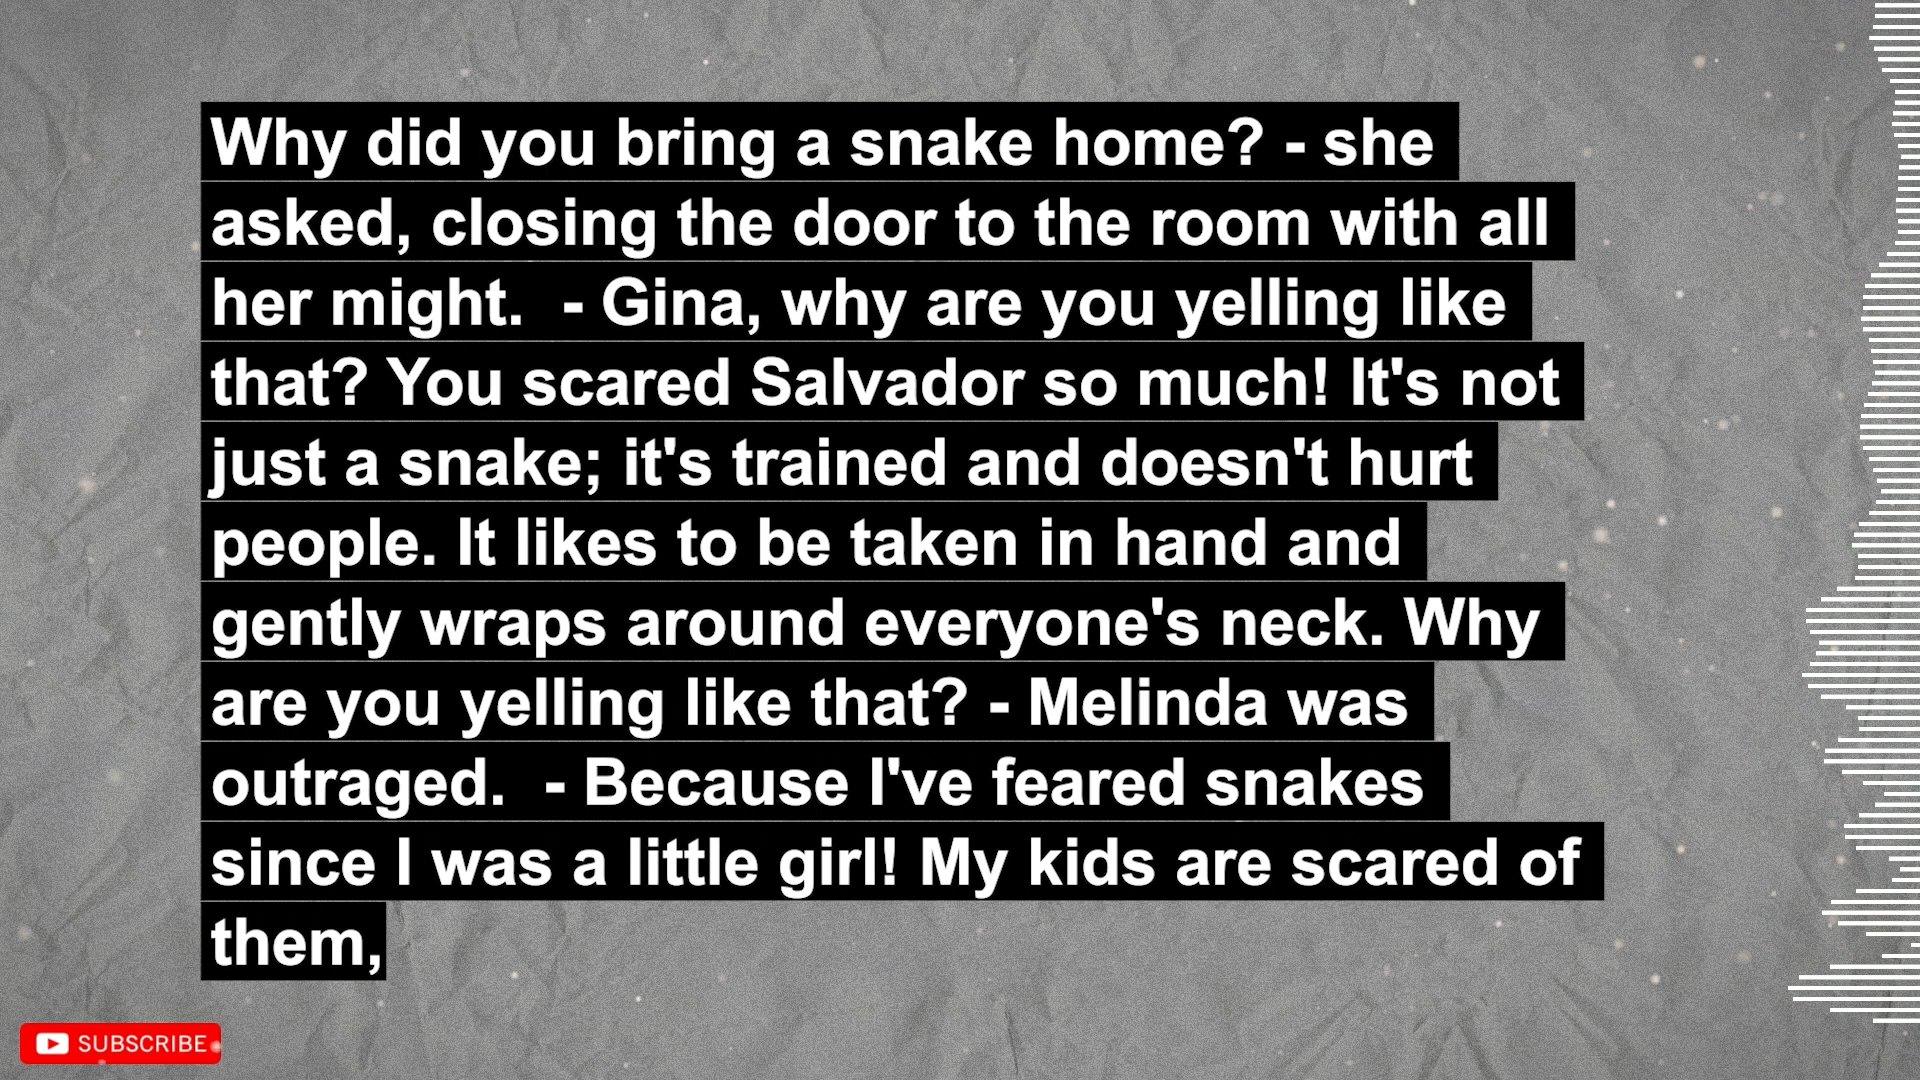 Why did you bring a snake home? - she
asked, closing the door to the room with all
her might.  - Gina, why are you yelling like
that? You scared Salvador so much! It's not
just a snake; it's trained and doesn't hurt
people. It likes to be taken in hand and
gently wraps around everyone's neck. Why
are you yelling like that? - Melinda was
outraged.  - Because I've feared snakes
since I was a little girl! My kids are scared of
them,
SUBSCRIBE